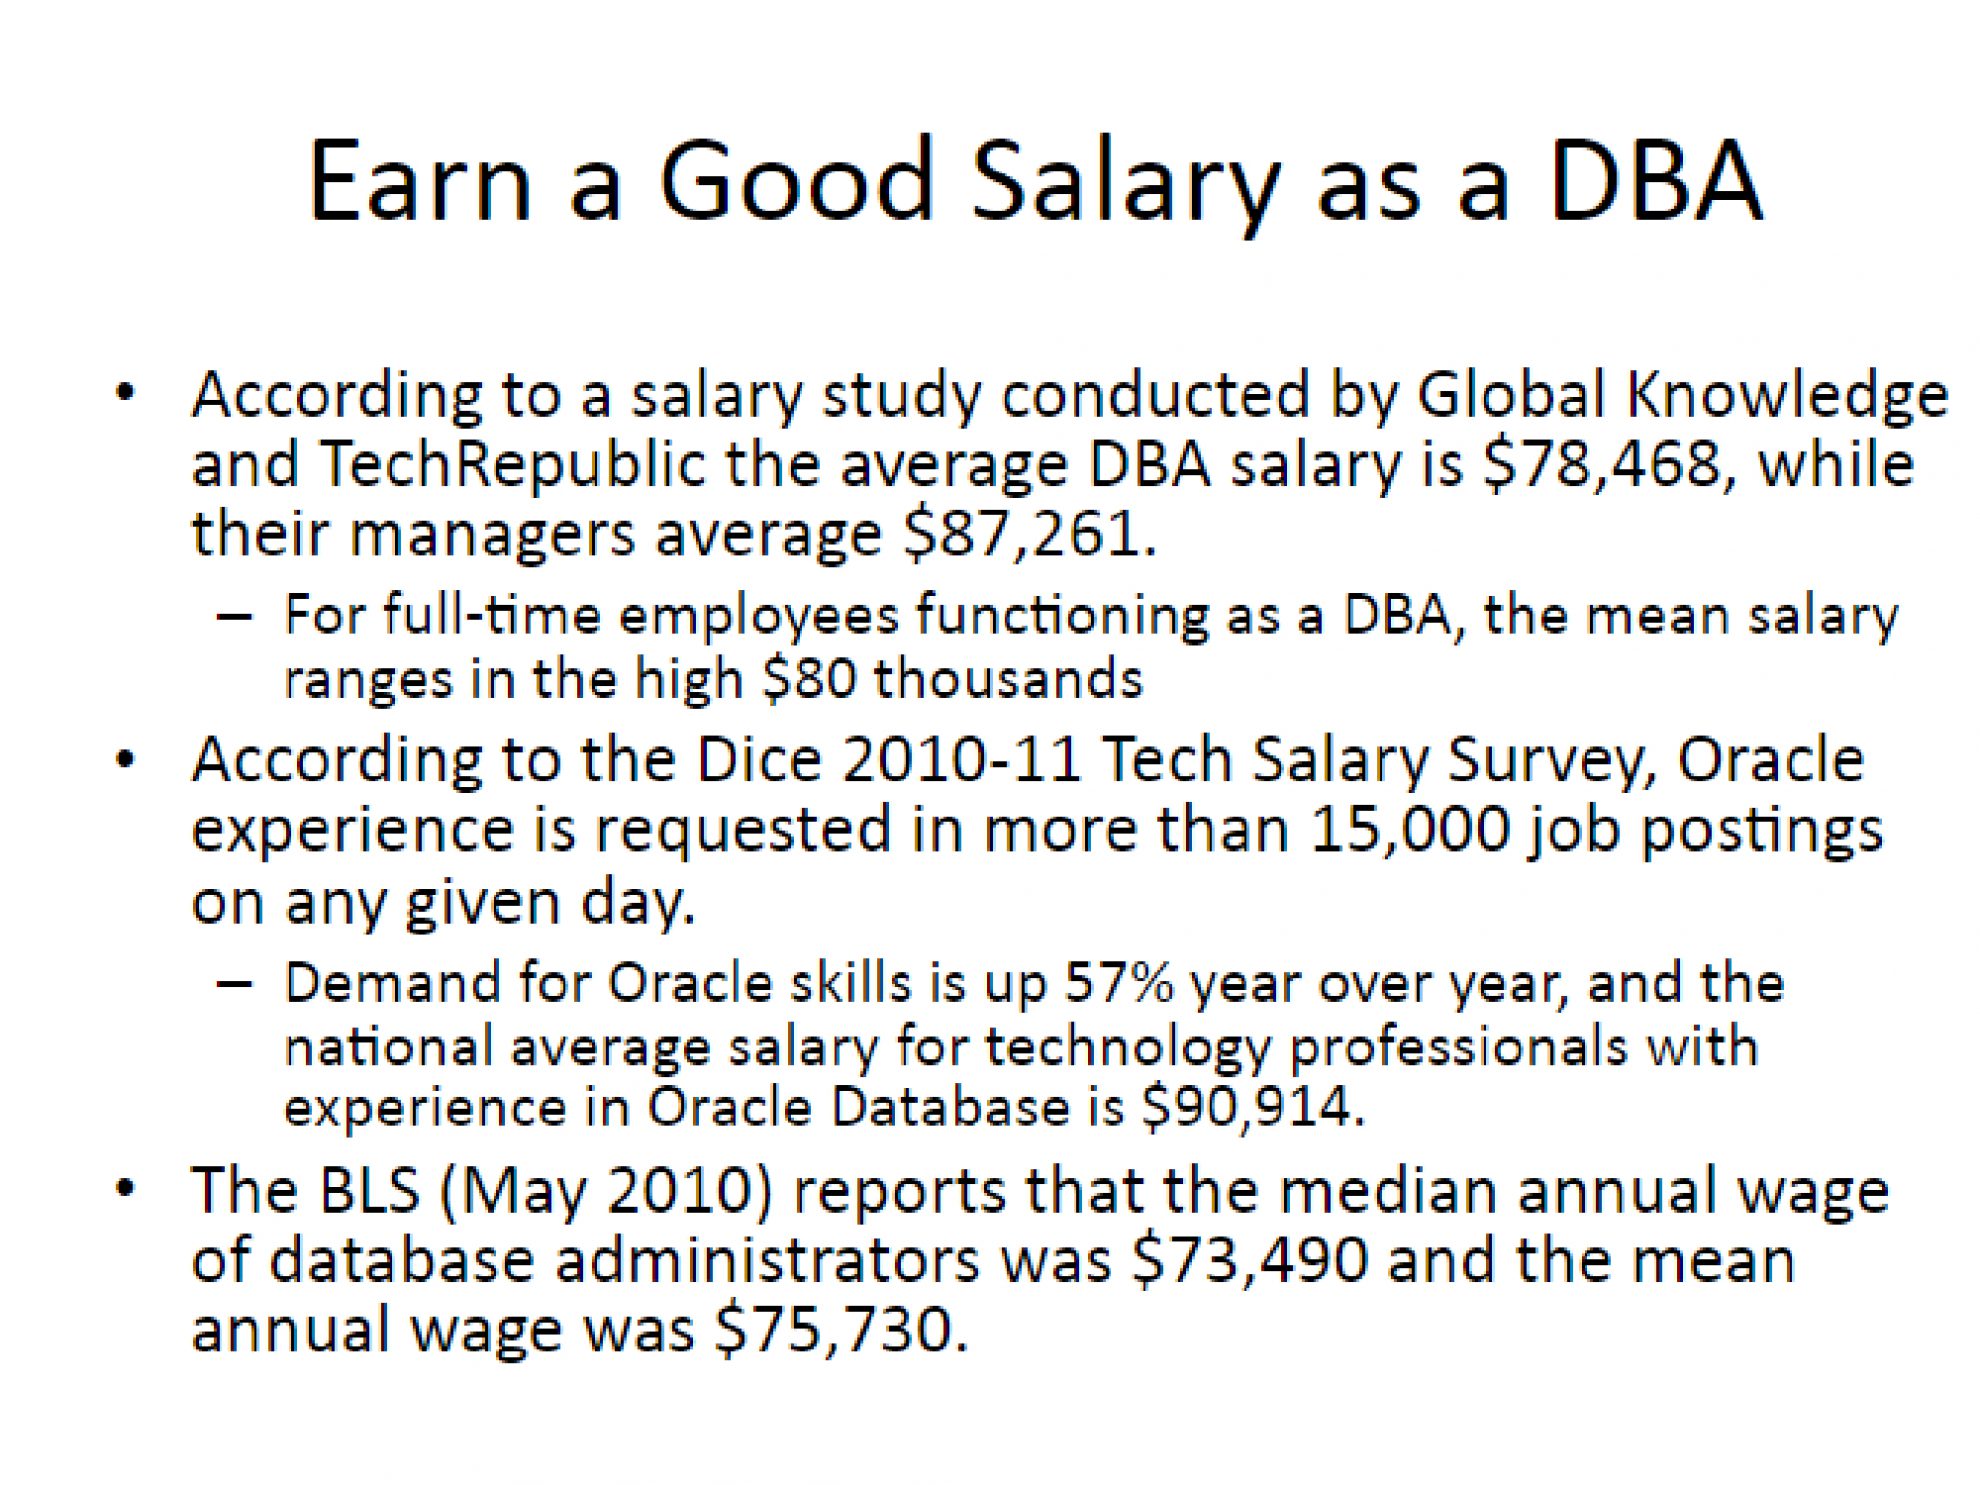 Earn a Good Salary as a DBA
• According to a salary study conducted by Global Knowledge
and TechRepublic the average DBA salary is $78,468, while
their managers average $87,261.
– For full-time employees functioning as a DBA, the mean salary
ranges in the high $80 thousands
• According to the Dice 2010-11 Tech Salary Survey, Oracle
experience is requested in more than 15,000 job postings
on any given day.
– Demand for Oracle skills is up 57% year over year, and the
national average salary for technology professionals with
experience in Oracle Database is $90,914.
• The BLS (May 2010) reports that the median annual wage
of database administrators was $73,490 and the mean
annual wage was $75,730.